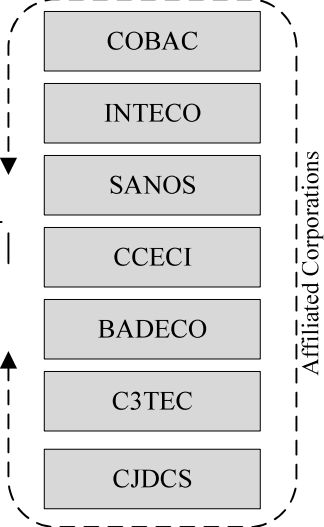 COBAC
INTECO
SANOS
CCECI
BADECO
C3TEC
CJDCS
Affiliated Corporations